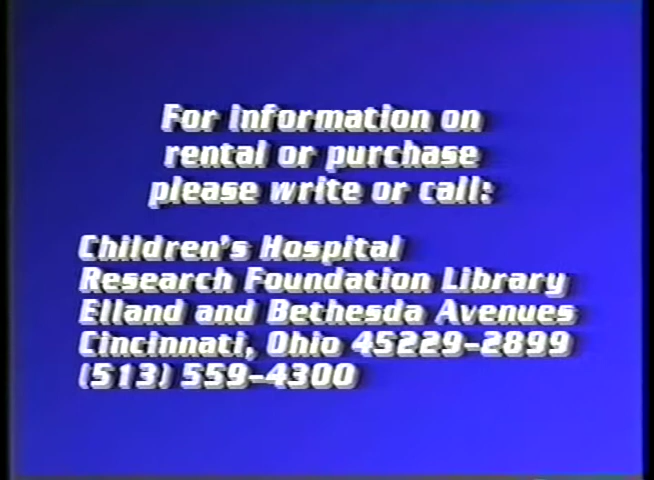 For information on
rental or purchase
please write or call:
Children's Hospital
Research Foundation Library
Elland and Bethesda Avenues
Cincinnati, Ohio 45229-2899
(513) 559-4300